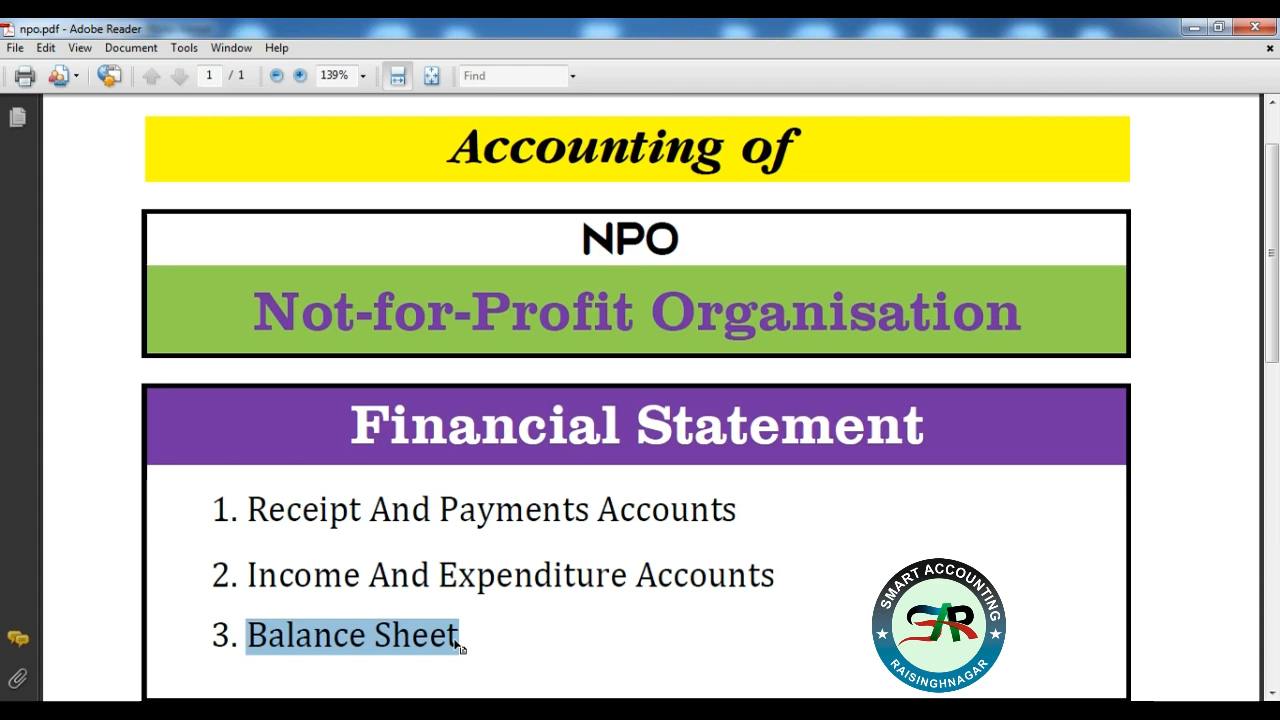 npo.pdf - Adobe Reader
File Edit View Document Tools Window Help
1 / 1 139% Find
Accounting of
NPO
Not-for-Profit Organisation
Financial Statement
1. Receipt And Payments Accounts
2. Income And Expenditure Accounts
3. Balance Sheet
SMART ACCOUNTING
SAR
RAISINGHNAGAR